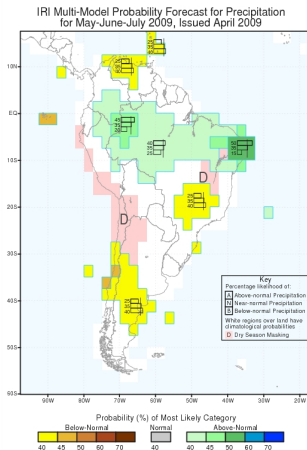 IRI Multi-Model Probability Forecast for Precipitation
for May-June-July 2009, Issued April 2009
10N
EQ
10S
D
20S
D
30S
40S
50S
60S
90W 80W 70W 60W 50W 40W 30W 20W
Key
Percentage likelihood of:
A Above-normal Precipitation
N Near-normal Precipitation
B Below-normal Precipitation
White regions over land have
climatological probabilities
D Dry Season Masking
Probability (%) of Most Likely Category
Below-Normal Normal Above-Normal
40 45 50 60 70 40 40 45 50 60 70